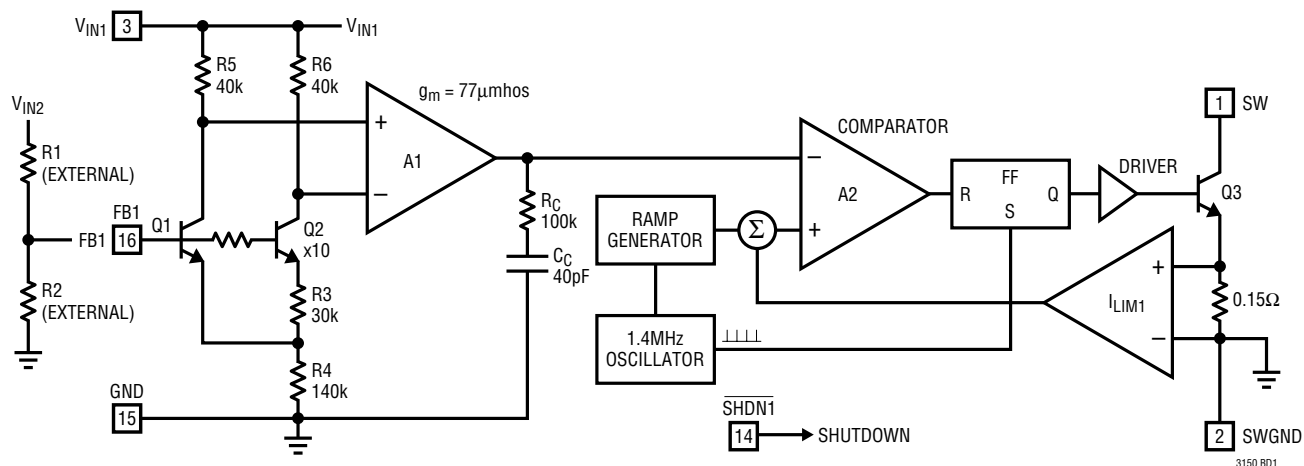 VIN1 3 VIN1
R5
40k
R6
40k
gm = 77µmhos
VIN2
R1
(EXTERNAL)
FB1
FB1
16
R2
(EXTERNAL)
Q1
Q2
x10
R3
30k
R4
140k
GND
15
+
–
A1
RC
100k
CC
40pF
COMPARATOR
–
+
A2
RAMP
GENERATOR
Σ
1.4MHz
OSCILLATOR
FF
R Q
S
DRIVER
1 SW
Q3
+
–
ILIM1
0.15Ω
SHDN1
14 SHUTDOWN
2 SWGND
3150 BD1